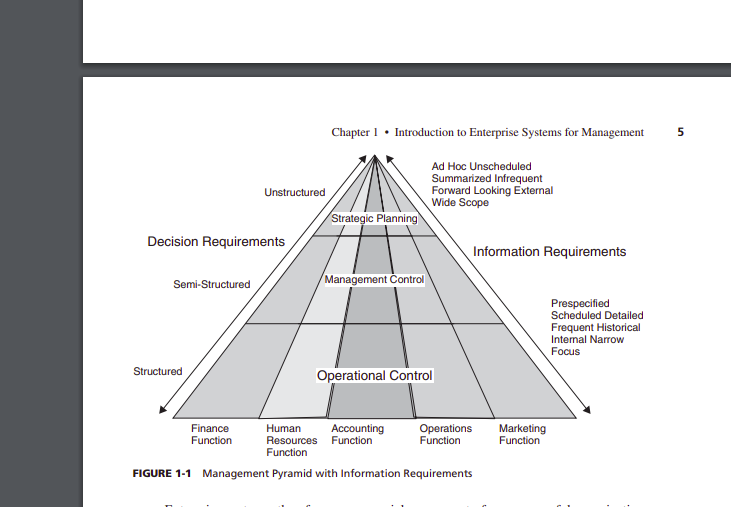 Chapter 1 • Introduction to Enterprise Systems for Management 5
Ad Hoc Unscheduled
Summarized Infrequent
Forward Looking External
Wide Scope
Unstructured
Strategic Planning
Decision Requirements
Information Requirements
Semi-Structured
Management Control
Prespecified
Scheduled Detailed
Frequent Historical
Internal Narrow
Focus
Structured
Operational Control
Finance
Function
Human
Resources
Function
Accounting
Function
Operations
Function
Marketing
Function
FIGURE 1-1 Management Pyramid with Information Requirements